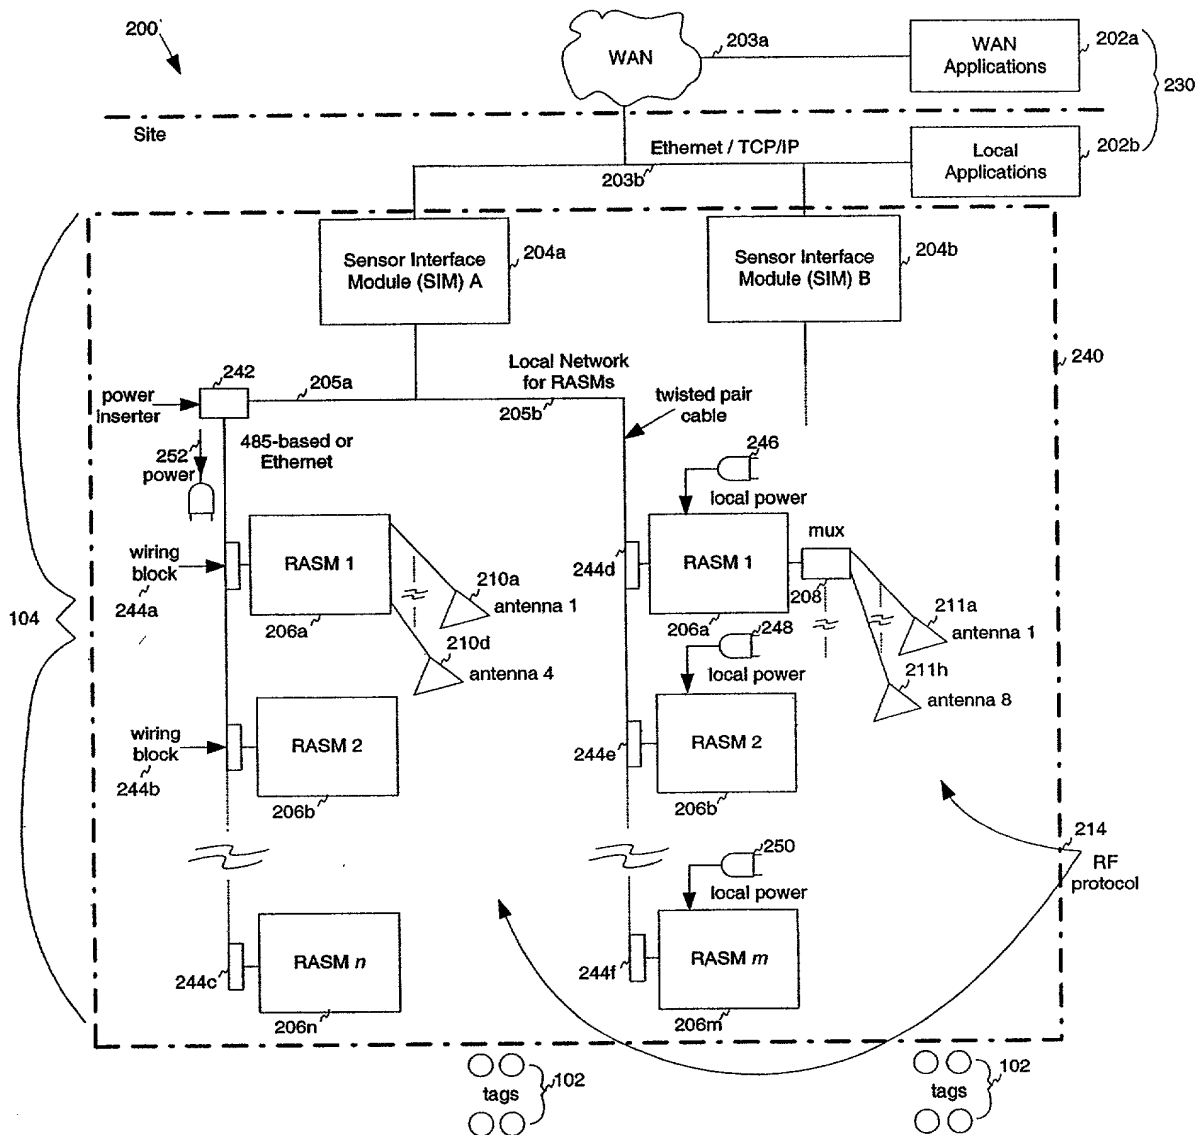 200
WAN
203a
WAN
Applications
202a
230
Site
Ethernet / TCP/IP
203b
Local
Applications
202b
Sensor Interface
Module (SIM) A
204a
Sensor Interface
Module (SIM) B
204b
240
242
power
inserter
205a
Local Network
for RASMs
205b
twisted pair
cable
485-based or
Ethernet
252
power
246
local power
mux
wiring
block
244a
RASM 1
206a
210a
antenna 1
210d
antenna 4
244d
RASM 1
206a
208
211a
antenna 1
211h
antenna 8
104
248
local power
wiring
block
244b
RASM 2
206b
244e
RASM 2
206b
214
RF
protocol
250
local power
244c
RASM n
206n
244f
RASM m
206m
tags
102
tags
102